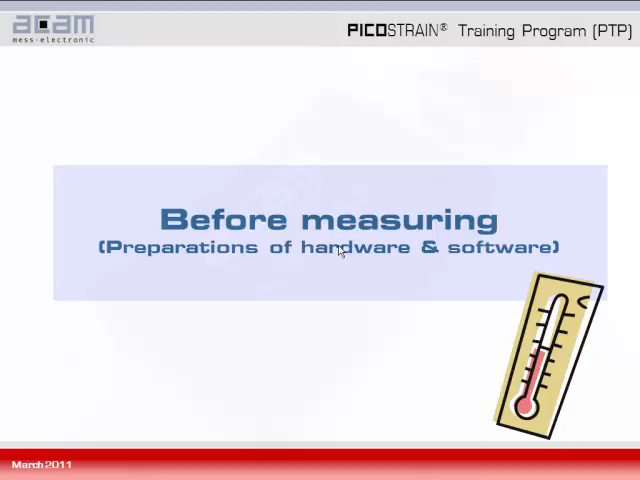 acam
mess-electronic
PICOSTRAIN® Training Program (PTP)
Before measuring
(Preparations of hardware & software)
March 2011